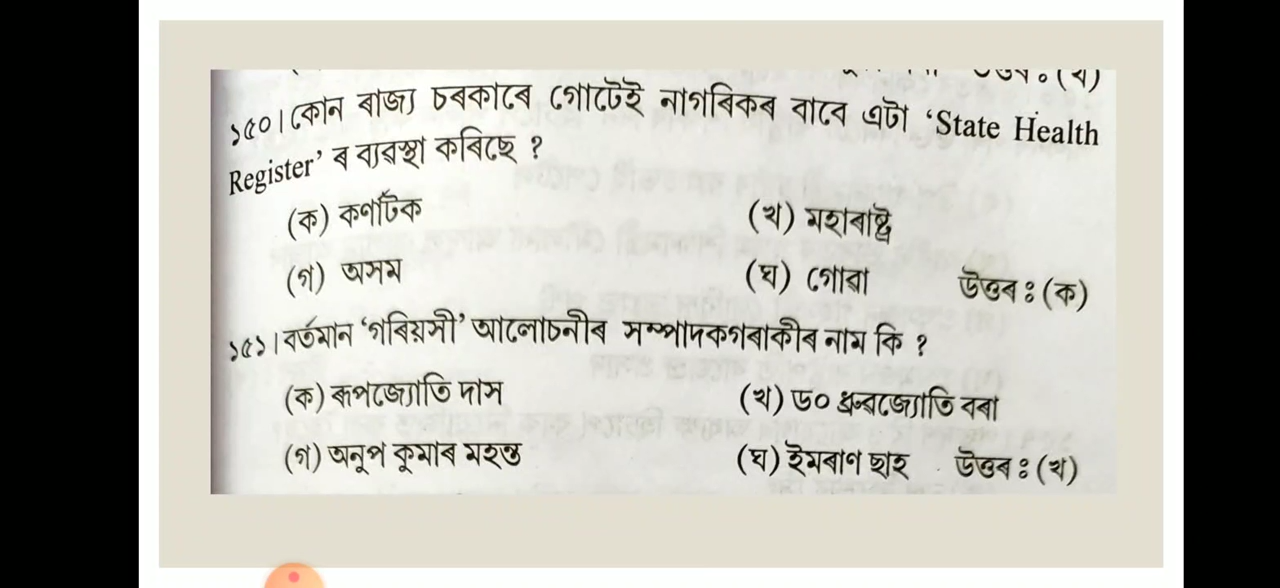 ১৫০। কোন ৰাজ্য চৰকাৰে গোটেই নাগৰিকৰ বাবে এটা ‘State Health
Register’ ৰ ব্যৱস্থা কৰিছে ?
(ক) কৰ্ণাটক (খ) মহাৰাষ্ট্ৰ
(গ) অসম (ঘ) গোৱা উত্তৰ : (ক)
১৫১। বৰ্তমান ‘গৰিয়সী’ আলোচনীৰ সম্পাদকগৰাকীৰ নাম কি ?
(ক) ৰূপজ্যোতি দাস (খ) ড০ ধ্ৰুৱজ্যোতি বৰা
(গ) অনুপ কুমাৰ মহন্ত (ঘ) ইমৰাণ ছাহ উত্তৰ : (খ)